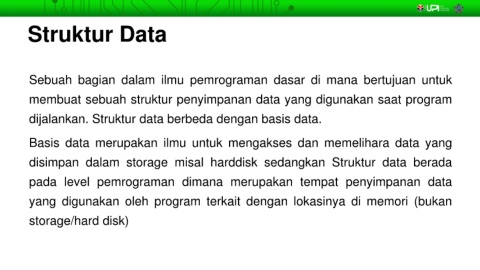 UPI
Struktur Data
Sebuah bagian dalam ilmu pemrograman dasar di mana bertujuan untuk
membuat sebuah struktur penyimpanan data yang digunakan saat program
dijalankan. Struktur data berbeda dengan basis data.
Basis data merupakan ilmu untuk mengakses dan memelihara data yang
disimpan dalam storage misal harddisk sedangkan Struktur data berada
pada level pemrograman dimana merupakan tempat penyimpanan data
yang digunakan oleh program terkait dengan lokasinya di memori (bukan
storage/hard disk)